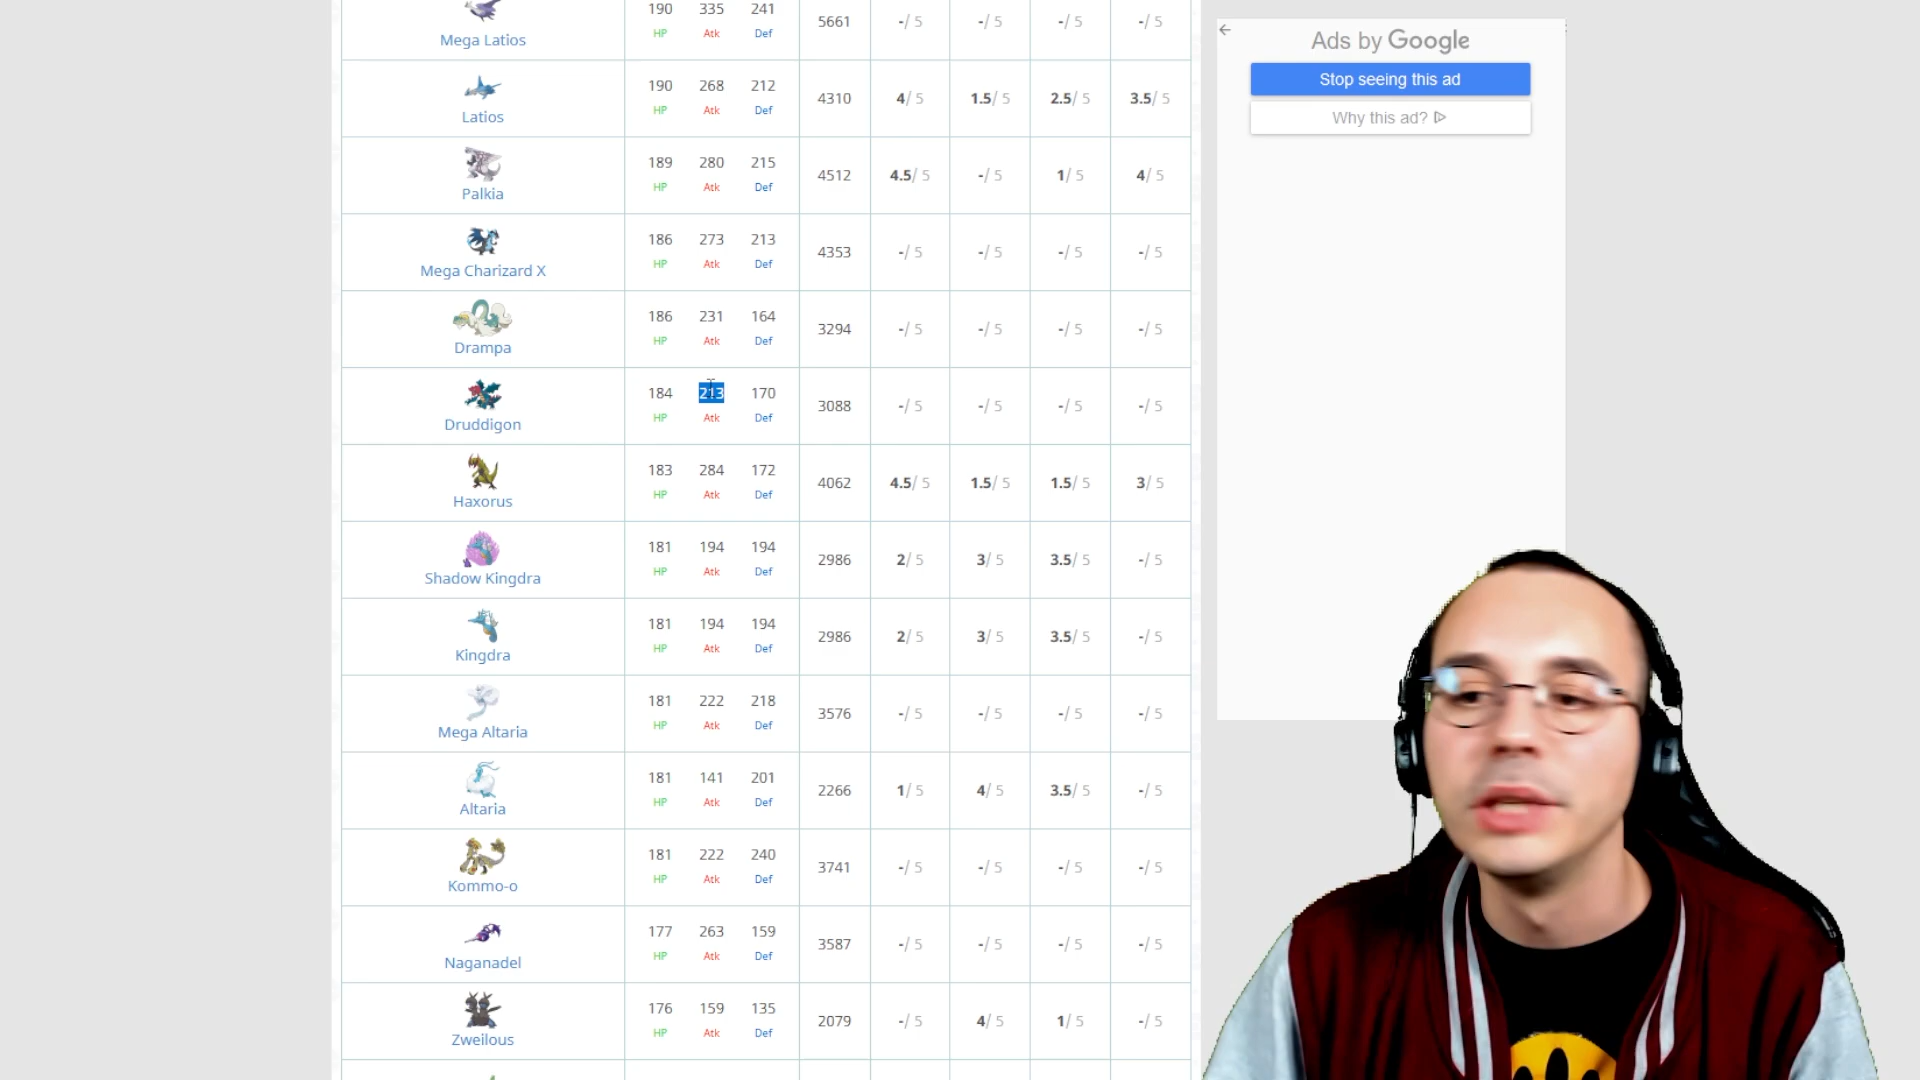 190 335 241
HP Atk Def
5661 -/ 5 -/ 5 -/ 5 -/ 5
Mega Latios
190 268 212
HP Atk Def
4310 4/ 5 1.5/ 5 2.5/ 5 3.5/ 5
Latios
189 280 215
HP Atk Def
4512 4.5/ 5 -/ 5 1/ 5 4/ 5
Palkia
186 273 213
HP Atk Def
4353 -/ 5 -/ 5 -/ 5 -/ 5
Mega Charizard X
186 231 164
HP Atk Def
3294 -/ 5 -/ 5 -/ 5 -/ 5
Drampa
184 213 170
HP Atk Def
3088 -/ 5 -/ 5 -/ 5 -/ 5
Druddigon
183 284 172
HP Atk Def
4062 4.5/ 5 1.5/ 5 1.5/ 5 3/ 5
Haxorus
181 194 194
HP Atk Def
2986 2/ 5 3/ 5 3.5/ 5 -/ 5
Shadow Kingdra
181 194 194
HP Atk Def
2986 2/ 5 3/ 5 3.5/ 5 -/ 5
Kingdra
181 222 218
HP Atk Def
3576 -/ 5 -/ 5 -/ 5 -/ 5
Mega Altaria
181 141 201
HP Atk Def
2266 1/ 5 4/ 5 3.5/ 5 -/ 5
Altaria
181 222 240
HP Atk Def
3741 -/ 5 -/ 5 -/ 5 -/ 5
Kommo-o
177 263 159
HP Atk Def
3587 -/ 5 -/ 5 -/ 5 -/ 5
Naganadel
176 159 135
HP Atk Def
2079 -/ 5 4/ 5 1/ 5 -/ 5
Zweilous
Ads by Google
Stop seeing this ad
Why this ad?